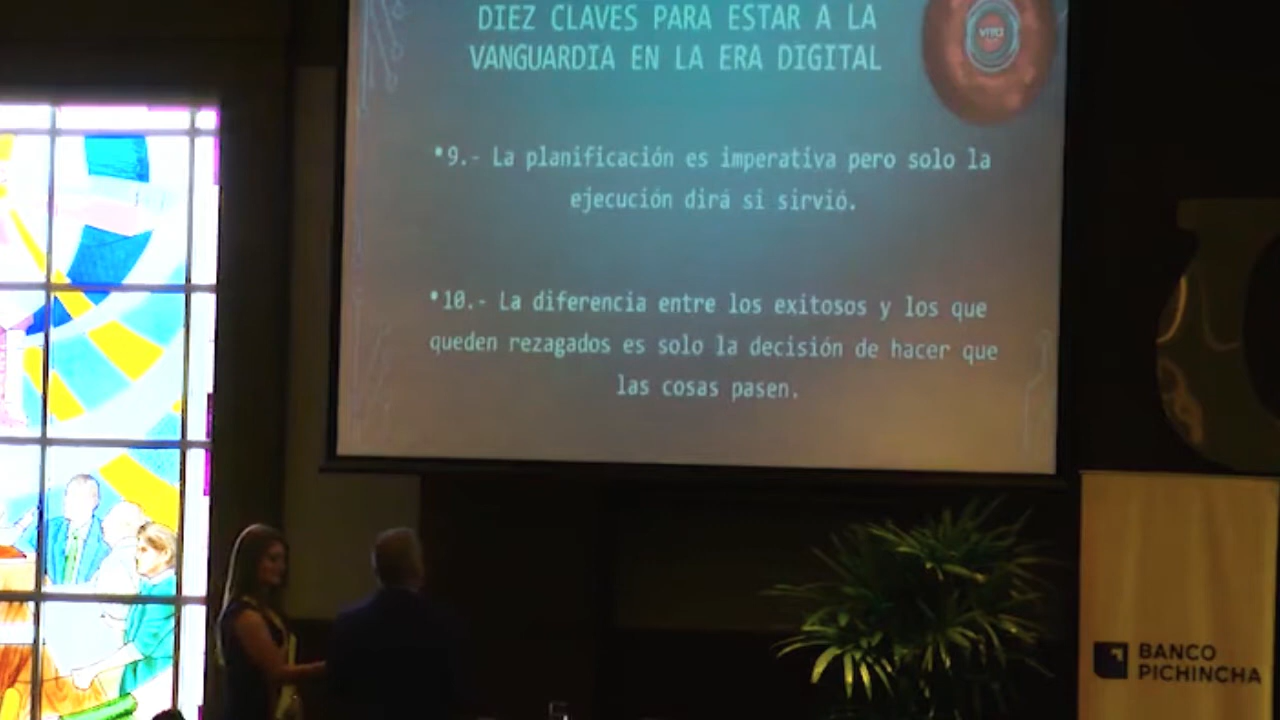 DIEZ CLAVES PARA ESTAR A LA
VANGUARDIA EN LA ERA DIGITAL
VITO
•9.- La planificación es imperativa pero solo la
ejecución dirá si sirvió.
•10.- La diferencia entre los exitosos y los que
queden rezagados es solo la decisión de hacer que
las cosas pasen.
BANCO
PICHINCHA